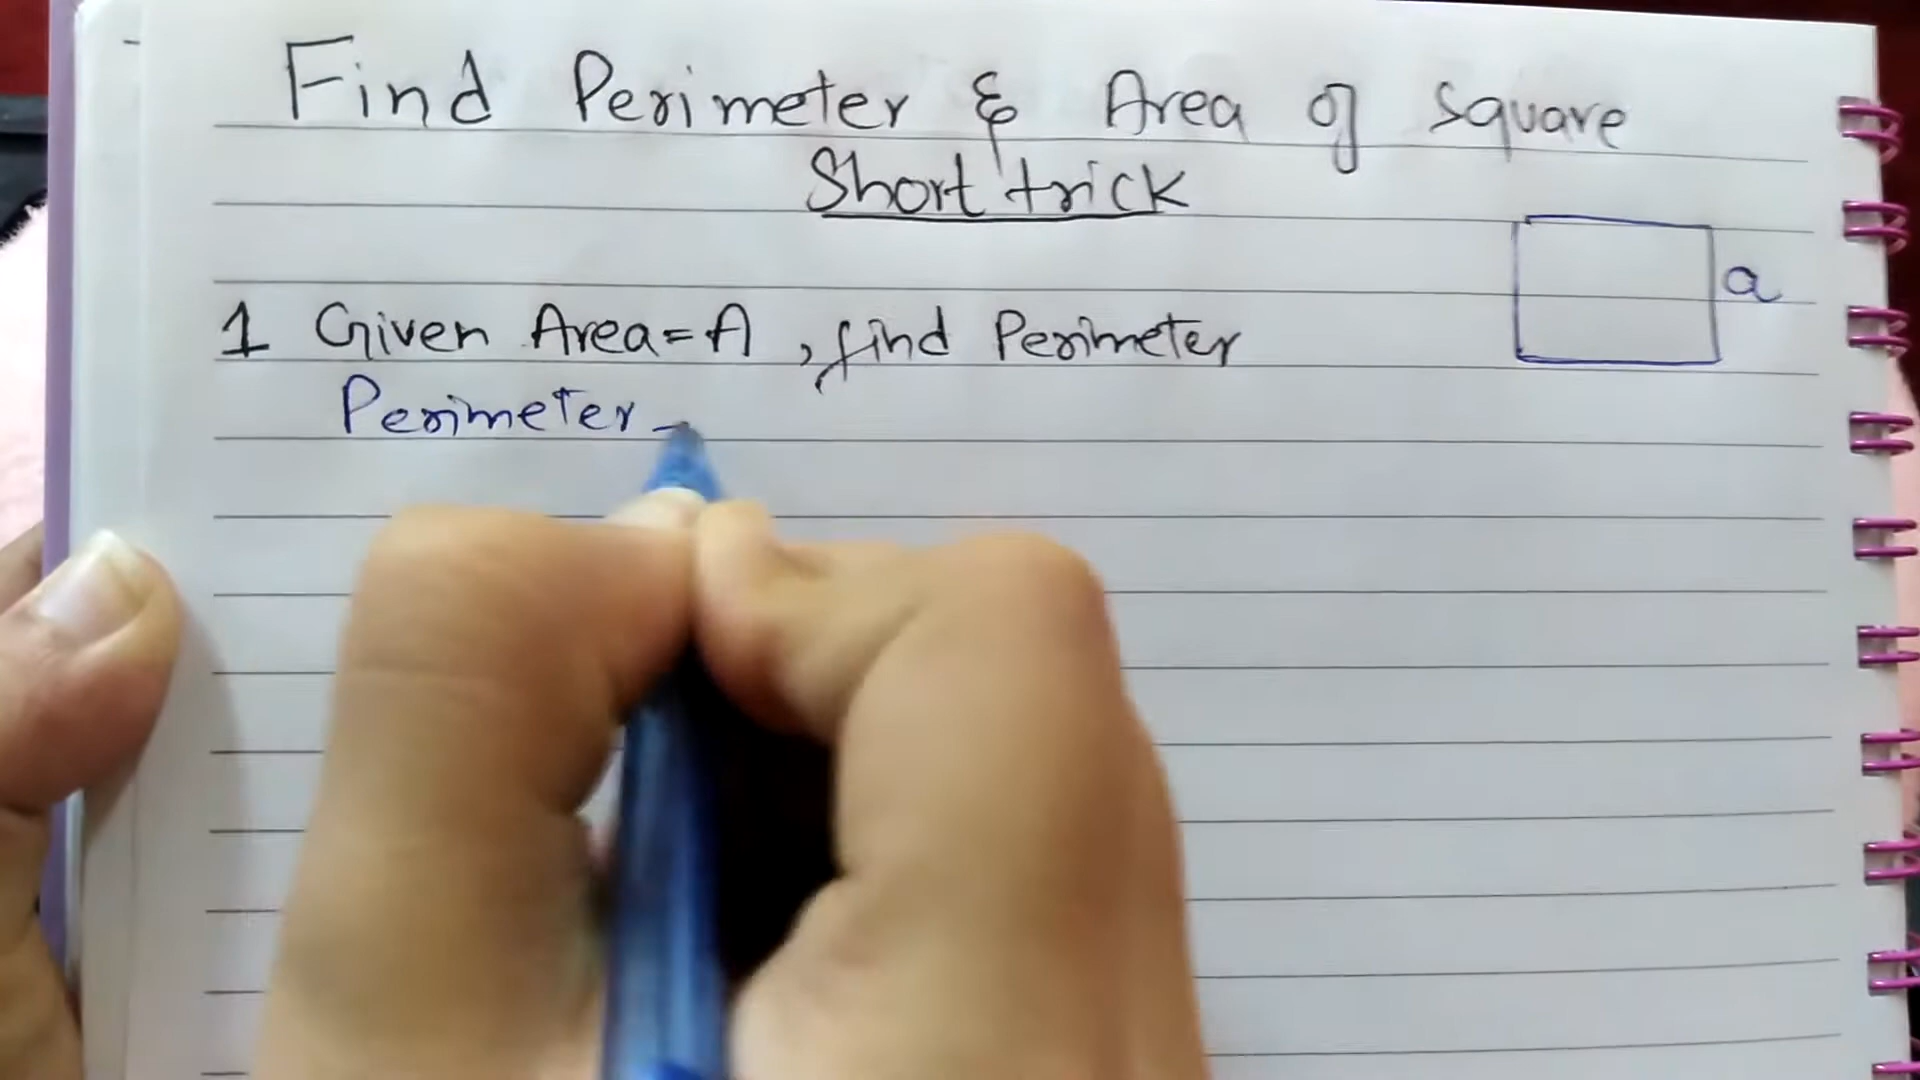 Find Perimeter & Area of square
Short trick
a
1 Given Area=A , find Perimeter
Perimeter